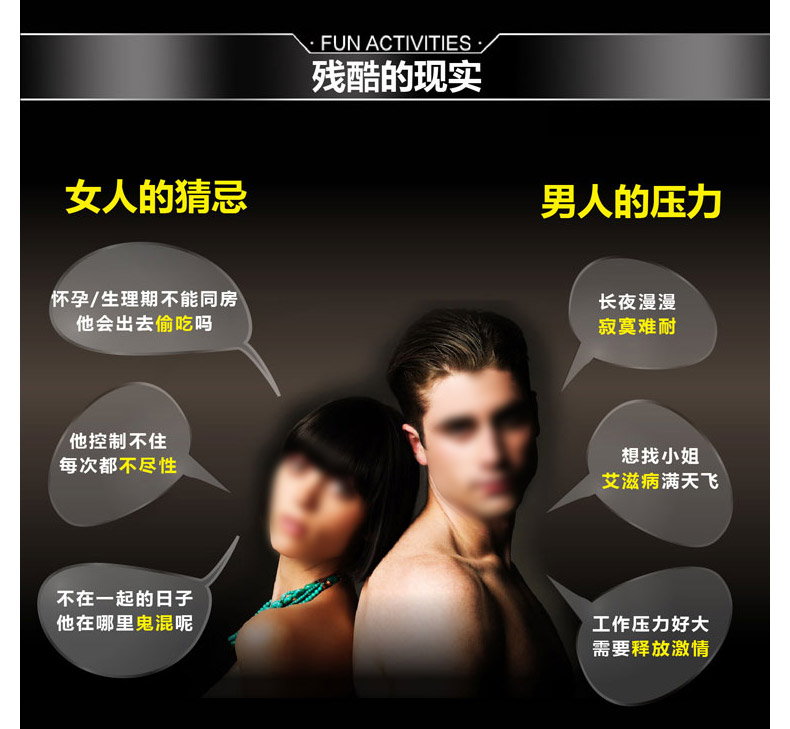 · FUN ACTIVITIES ·
残酷的现实
女人的猜忌
怀孕/生理期不能同房
他会出去偷吃吗
他控制不住
每次都不尽性
不在一起的日子
他在哪里鬼混呢
男人的压力
长夜漫漫
寂寞难耐
想找小姐
艾滋病满天飞
工作压力好大
需要释放激情